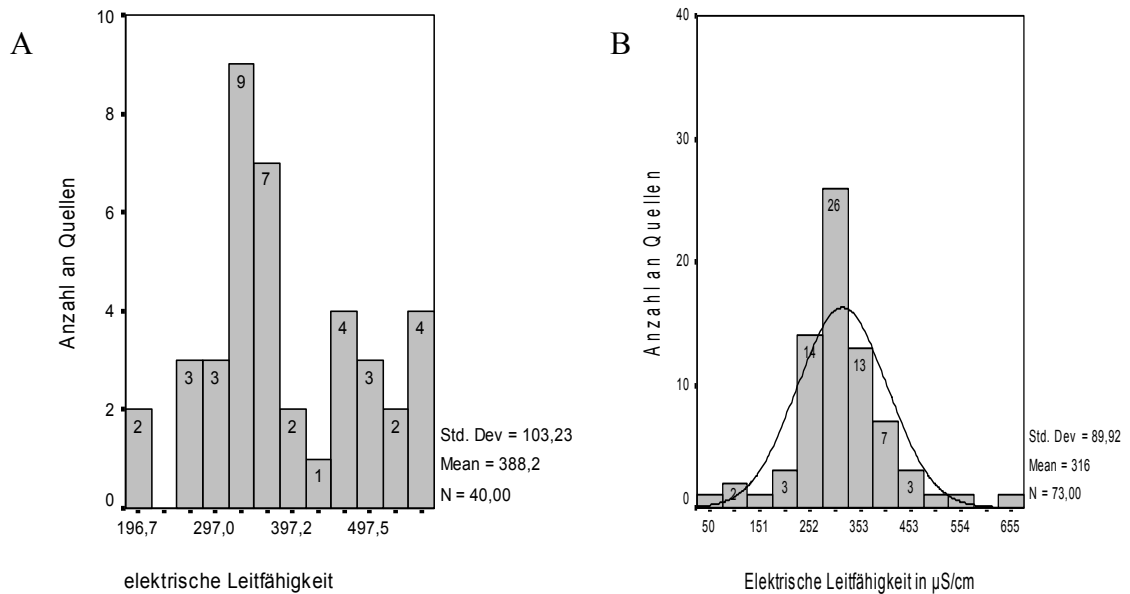 A
10
8
6
4
2
0
Anzahl an Quellen
2
3
3
9
7
2
1
4
3
2
4
196,7 297,0 397,2 497,5
elektrische Leitfähigkeit
Std. Dev = 103,23
Mean = 388,2
N = 40,00
B
40
30
20
10
0
Anzahl an Quellen
2
3
14
26
13
7
3
50 151 252 353 453 554 655
Elektrische Leitfähigkeit in µS/cm
Std. Dev = 89,92
Mean = 316
N = 73,00